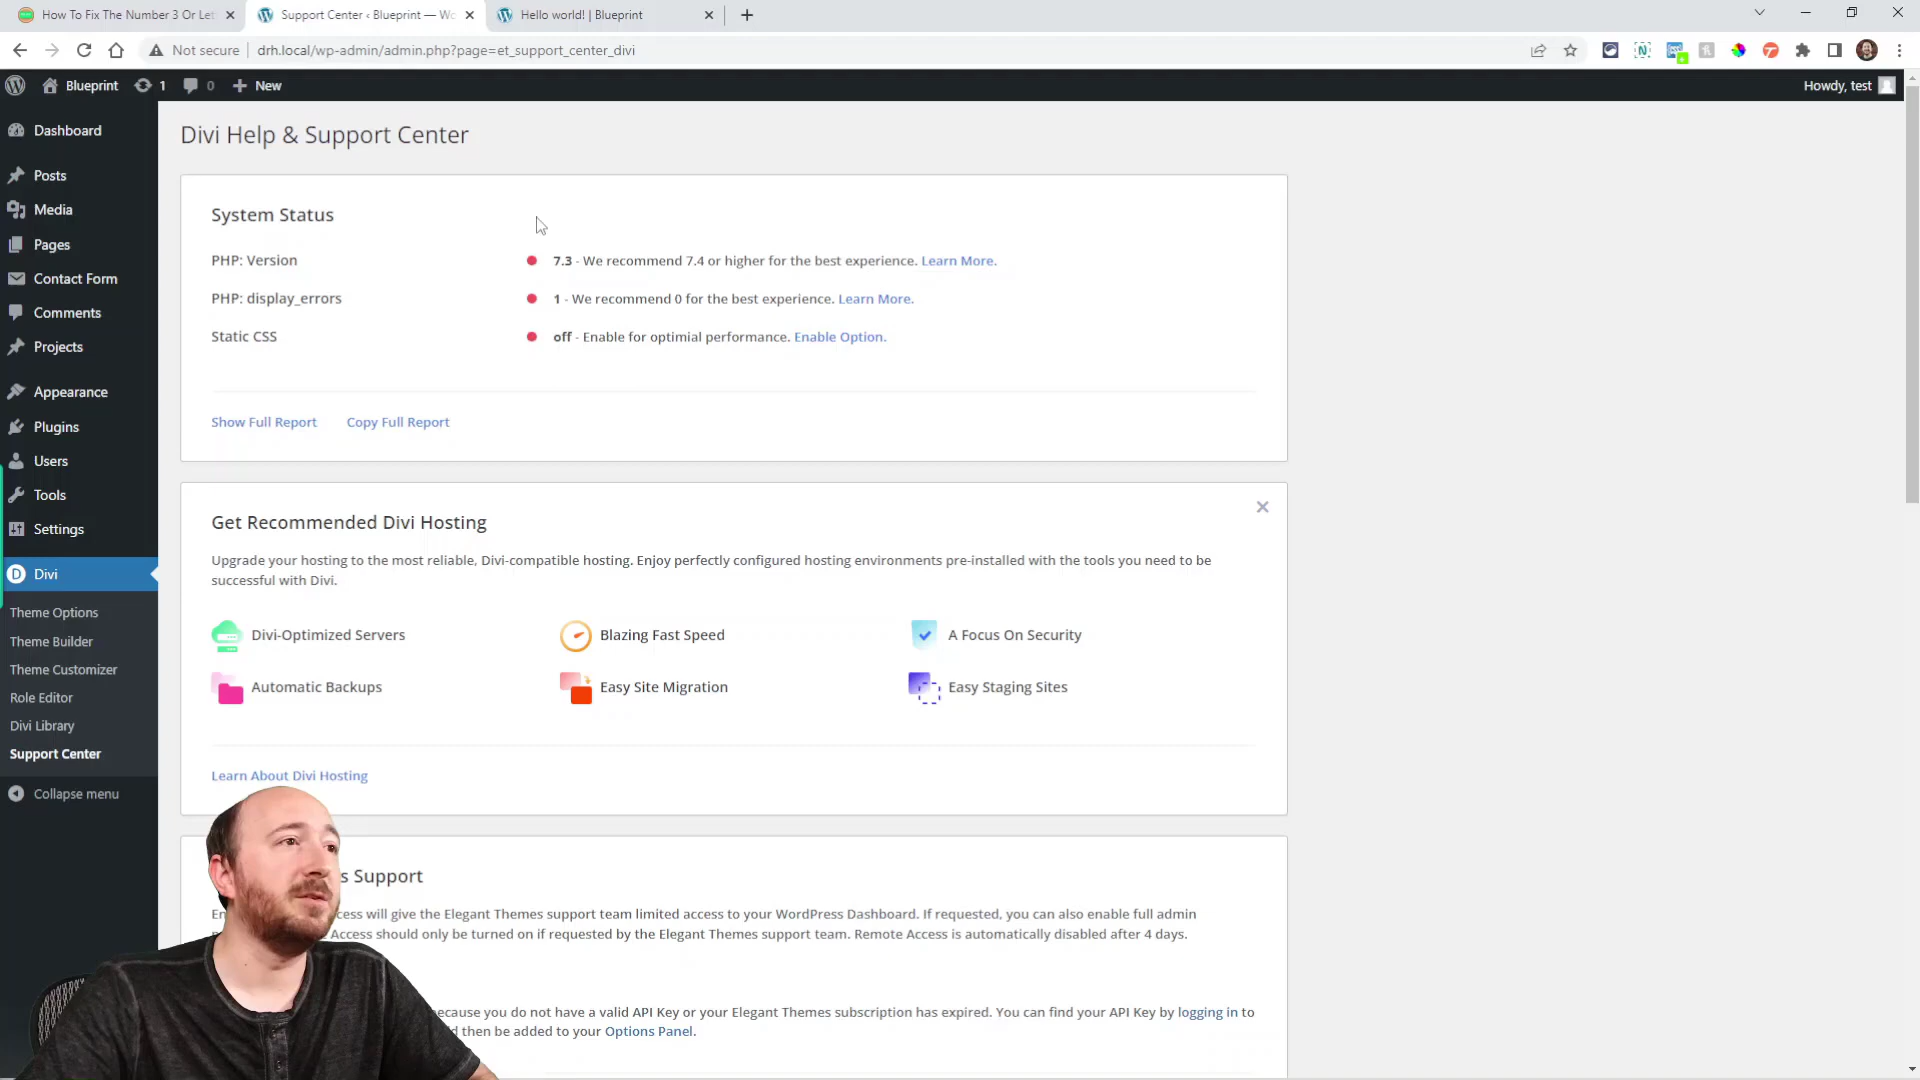 How To Fix The Number 3 Or Let
Support Center ‹ Blueprint — Wo
Hello world! | Blueprint
Not secure
drh.local/wp-admin/admin.php?page=et_support_center_divi
Blueprint
1
0
New
Howdy, test
Dashboard
Posts
Media
Pages
Contact Form
Comments
Projects
Appearance
Plugins
Users
Tools
Settings
Divi
Theme Options
Theme Builder
Theme Customizer
Role Editor
Divi Library
Support Center
Collapse menu
Divi Help & Support Center
System Status
PHP: Version
7.3 - We recommend 7.4 or higher for the best experience. Learn More.
PHP: display_errors
1 - We recommend 0 for the best experience. Learn More.
Static CSS
off - Enable for optimial performance. Enable Option.
Show Full Report
Copy Full Report
Get Recommended Divi Hosting
Upgrade your hosting to the most reliable, Divi-compatible hosting. Enjoy perfectly configured hosting environments pre-installed with the tools you need to be
successful with Divi.
Divi-Optimized Servers
Blazing Fast Speed
A Focus On Security
Automatic Backups
Easy Site Migration
Easy Staging Sites
Learn About Divi Hosting
s Support
En
cess will give the Elegant Themes support team limited access to your WordPress Dashboard. If requested, you can also enable full admin
Access should only be turned on if requested by the Elegant Themes support team. Remote Access is automatically disabled after 4 days.
ecause you do not have a valid API Key or your Elegant Themes subscription has expired. You can find your API Key by logging in to
d then be added to your Options Panel.